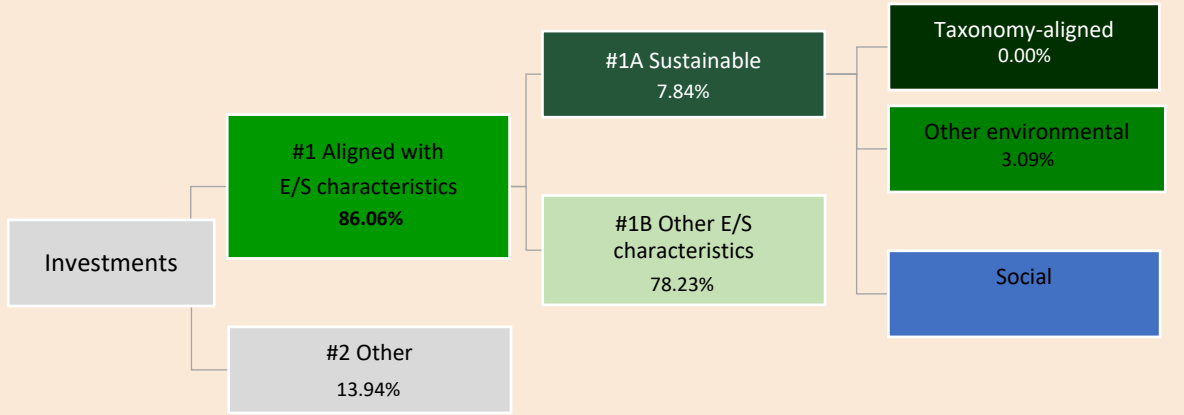 Investments
#1 Aligned with
E/S characteristics
86.06%
#2 Other
13.94%
#1A Sustainable
7.84%
#1B Other E/S
characteristics
78.23%
Taxonomy-aligned
0.00%
Other environmental
3.09%
Social